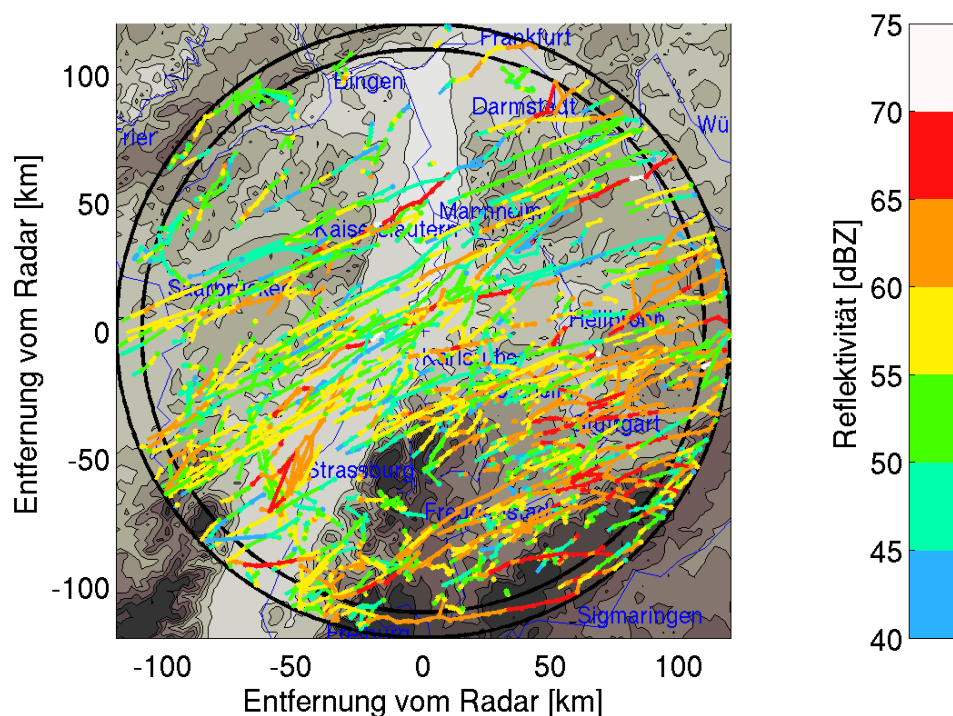 Frankfurt
Bingen
Darmstadt
Mannheim
Kaiserslautern
Saarbrücken
Heilbronn
Karlsruhe
Stuttgart
Strassburg
Freudenstadt
Sigmaringen
Freiburg
100
50
0
-50
-100
Entfernung vom Radar [km]
-100
-50
0
50
100
Entfernung vom Radar [km]
75
70
65
60
55
50
45
40
Reflektivität [dBZ]